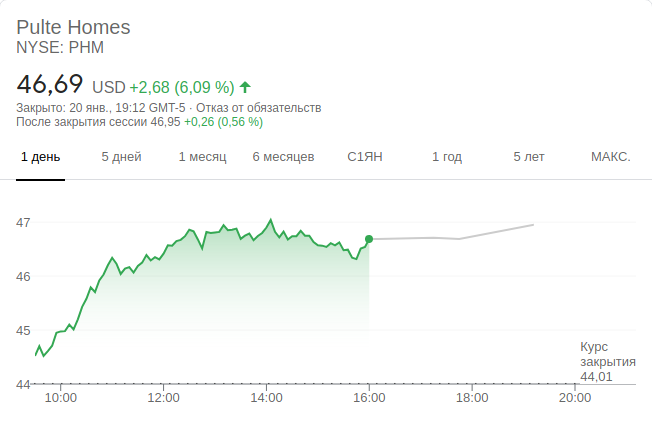 Pulte Homes
NYSE: PHM
46,69 USD +2,68 (6,09 %)
Закрыто: 20 янв., 19:12 GMT-5 · Отказ от обязательств
После закрытия сессии 46,95 +0,26 (0,56 %)
1 день 5 дней 1 месяц 6 месяцев С1ЯН 1 год 5 лет МАКС.
47
46
45
44
Курс
закрытия
44,01
10:00 12:00 14:00 16:00 18:00 20:00